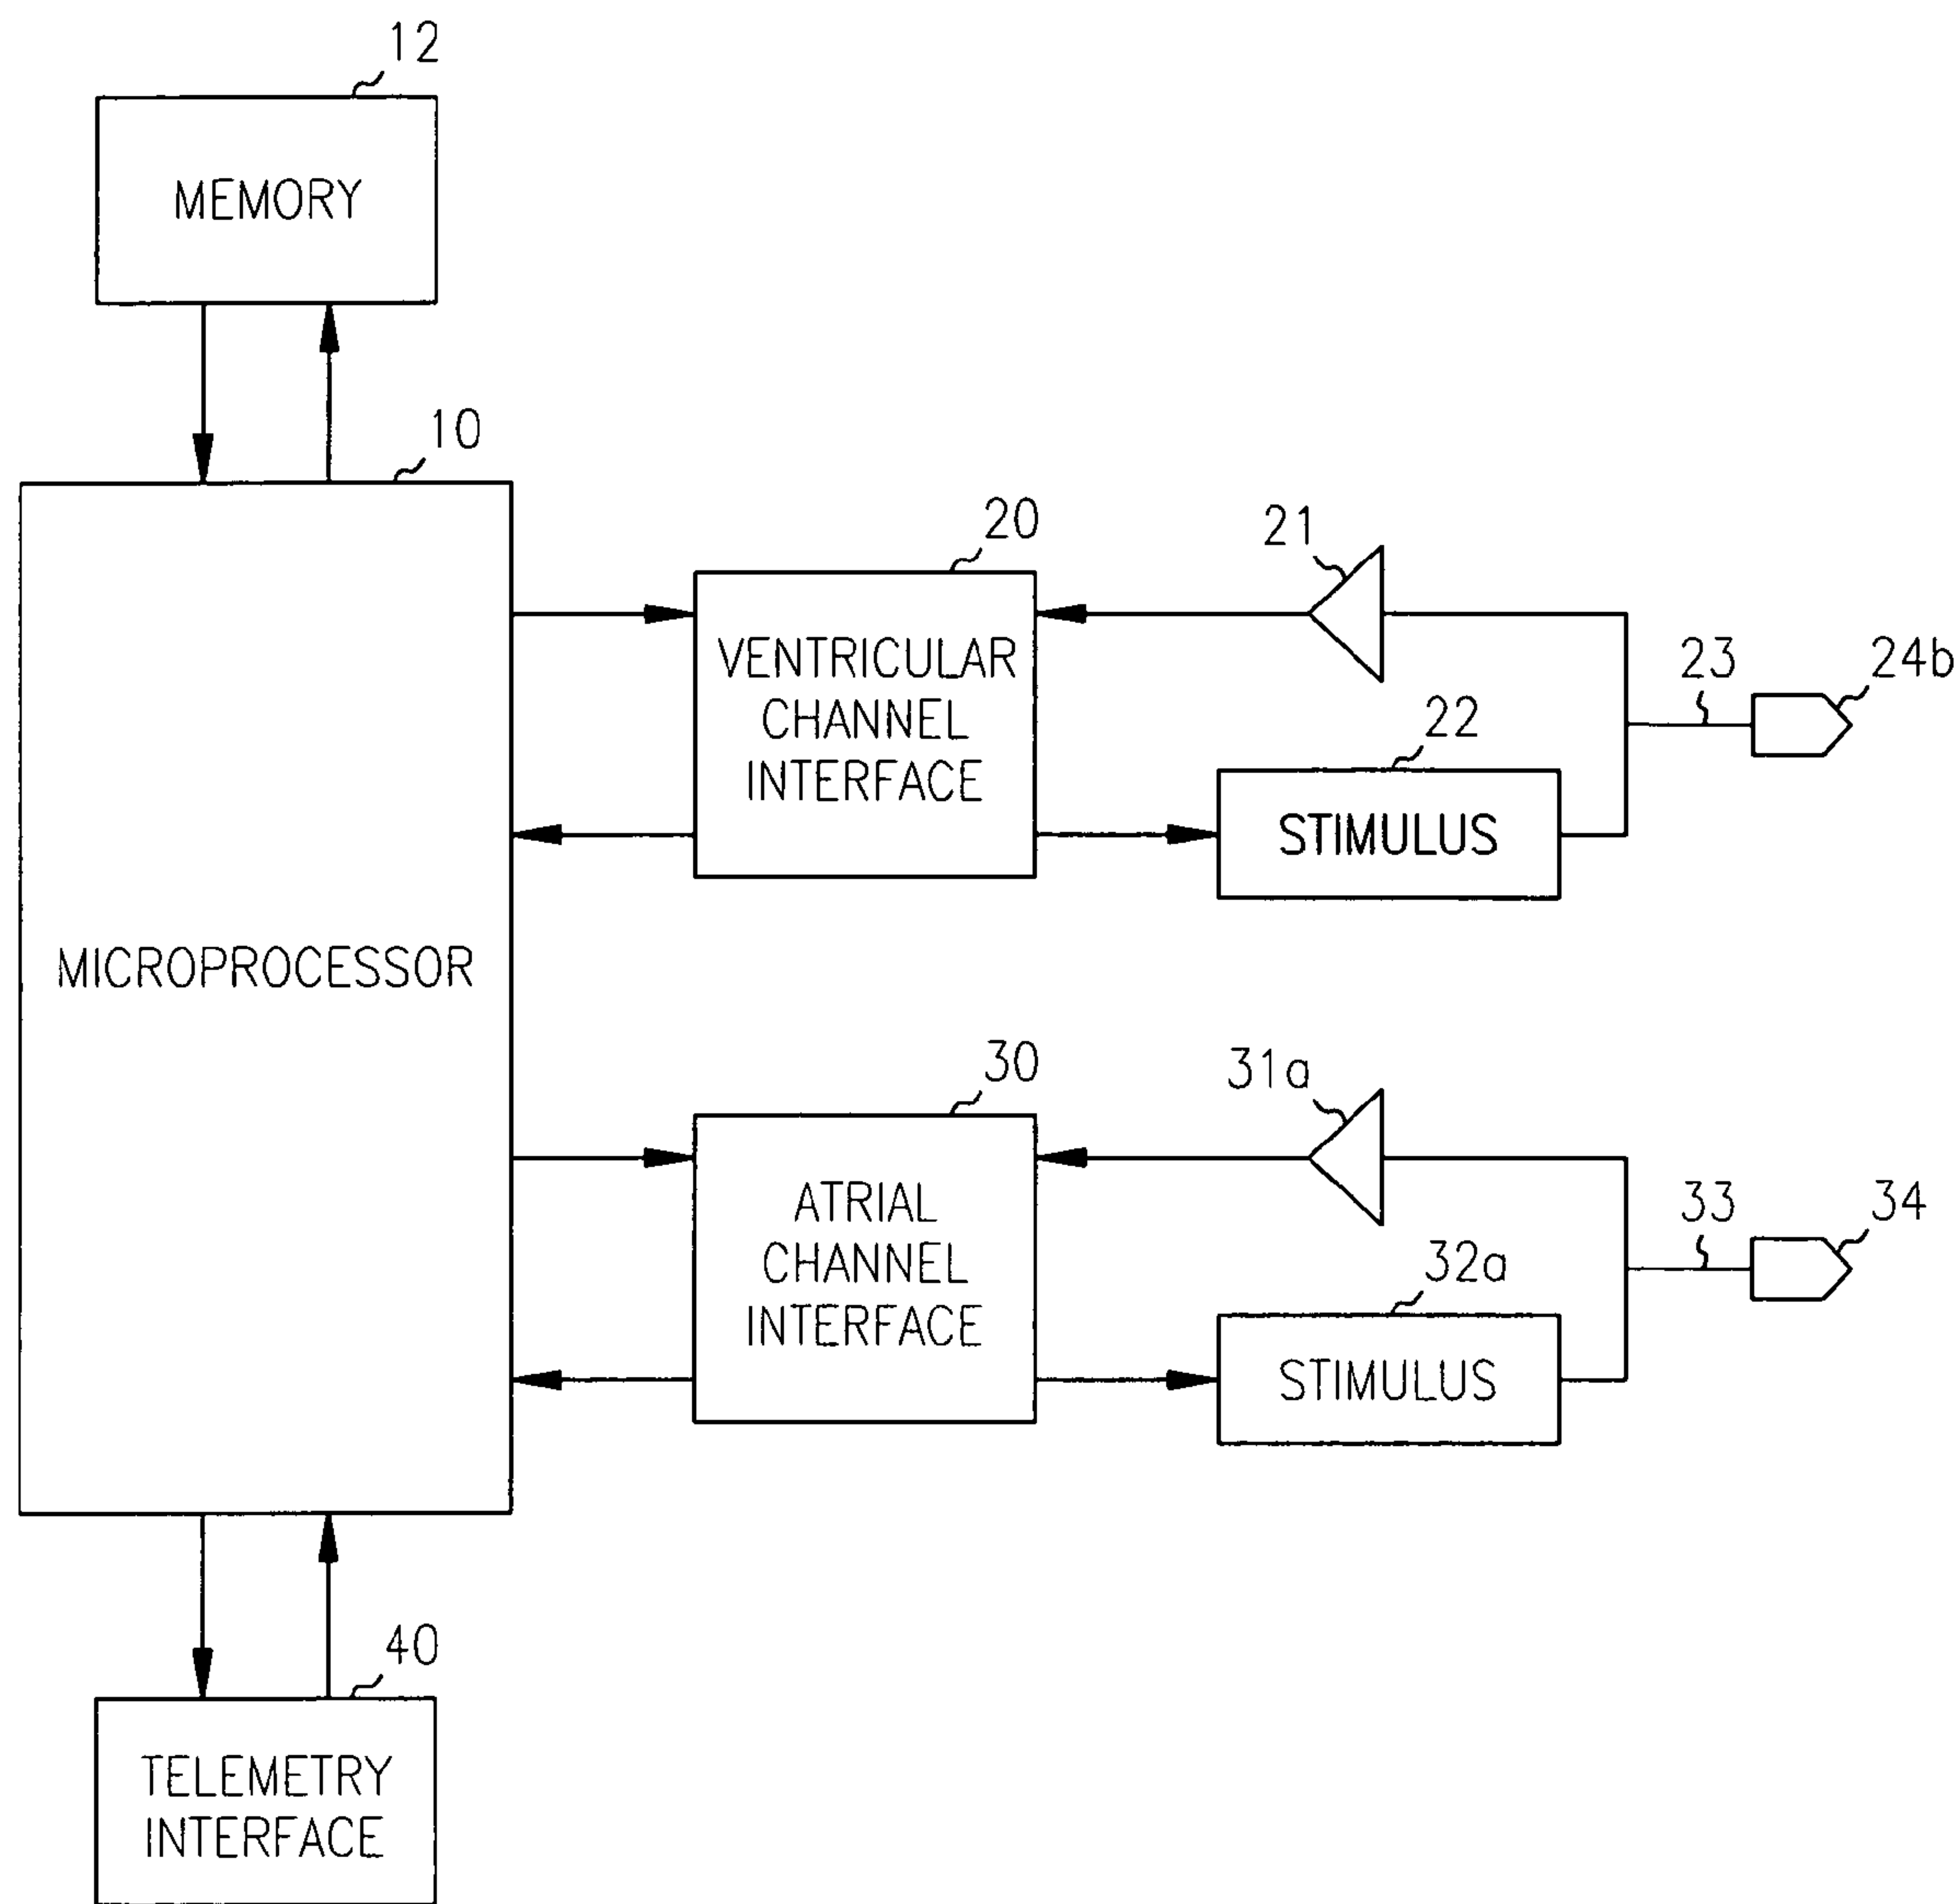 12
MEMORY
10
MICROPROCESSOR
20
VENTRICULAR
CHANNEL
INTERFACE
21
22
STIMULUS
23
24b
30
ATRIAL
CHANNEL
INTERFACE
31a
32a
STIMULUS
33
34
40
TELEMETRY
INTERFACE